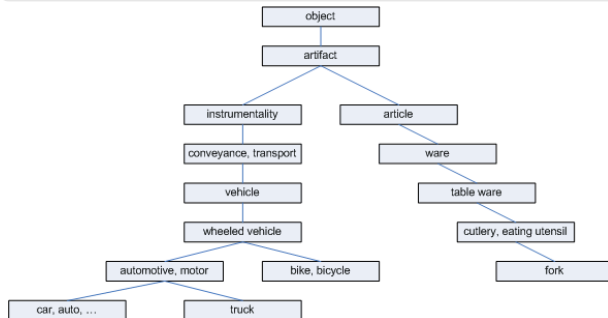 object
artifact
instrumentality
article
conveyance, transport
ware
vehicle
table ware
wheeled vehicle
cutlery, eating utensil
automotive, motor
bike, bicycle
fork
car, auto, …
truck